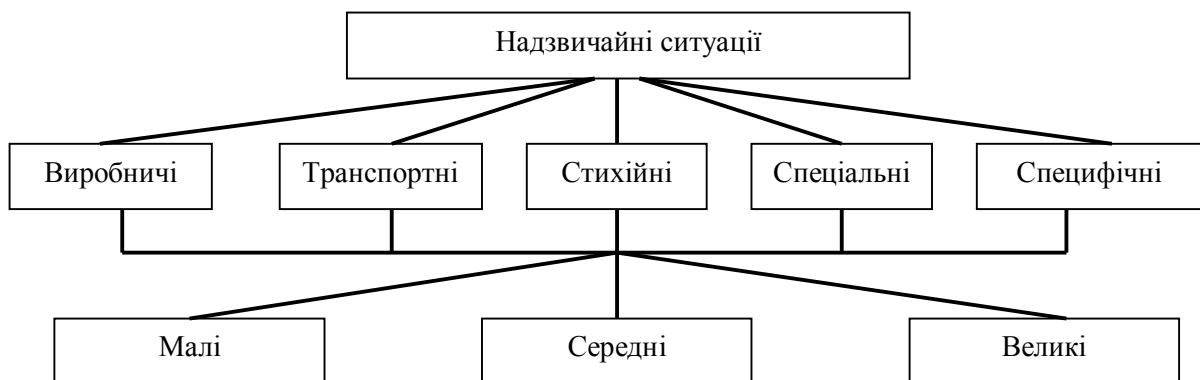 Надзвичайні ситуації
Виробничі
Транспортні
Стихійні
Спеціальні
Специфічні
Малі
Середні
Великі